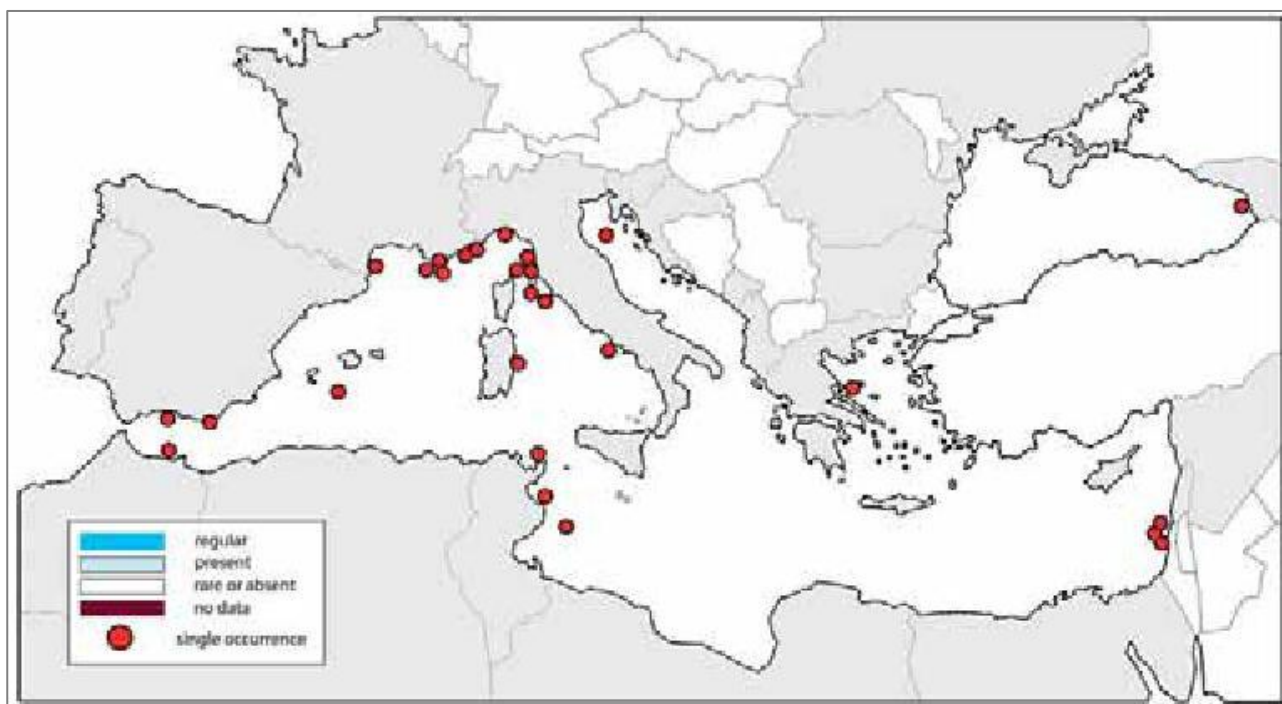 regular
present
rare or absent
no data
single occurrence